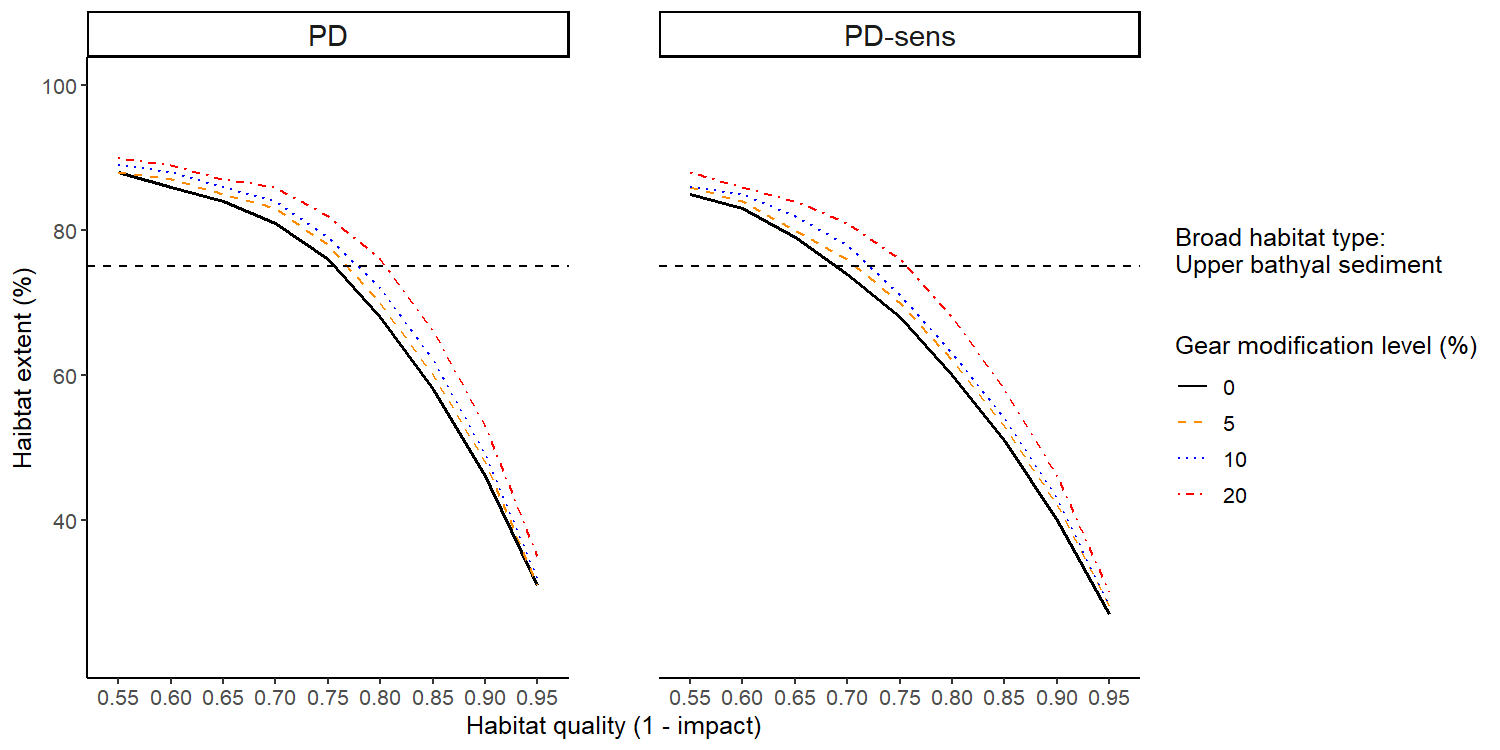 PD
PD-sens
100
80
60
40
Haibtat extent (%)
0.55 0.60 0.65 0.70 0.75 0.80 0.85 0.90 0.95
0.55 0.60 0.65 0.70 0.75 0.80 0.85 0.90 0.95
Habitat quality (1 - impact)
Broad habitat type:
Upper bathyal sediment
Gear modification level (%)
0
5
10
20